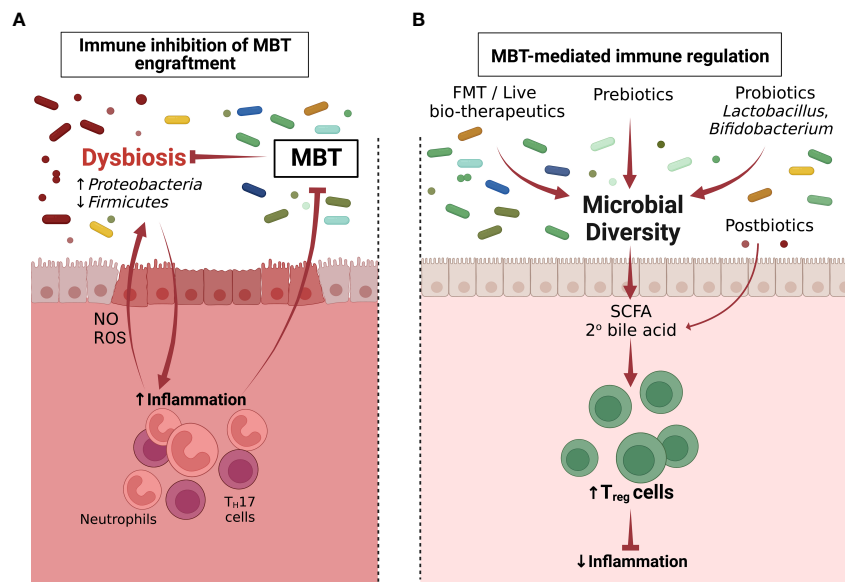 A
Immune inhibition of MBT
engraftment
Dysbiosis
MBT
↑ Proteobacteria
↓ Firmicutes
NO
ROS
↑ Inflammation
Neutrophils
TH17
cells
B
MBT-mediated immune regulation
FMT / Live
bio-therapeutics
Prebiotics
Probiotics
Lactobacillus,
Bifidobacterium
Microbial
Diversity
Postbiotics
SCFA
2º bile acid
↑ Treg cells
↓ Inflammation